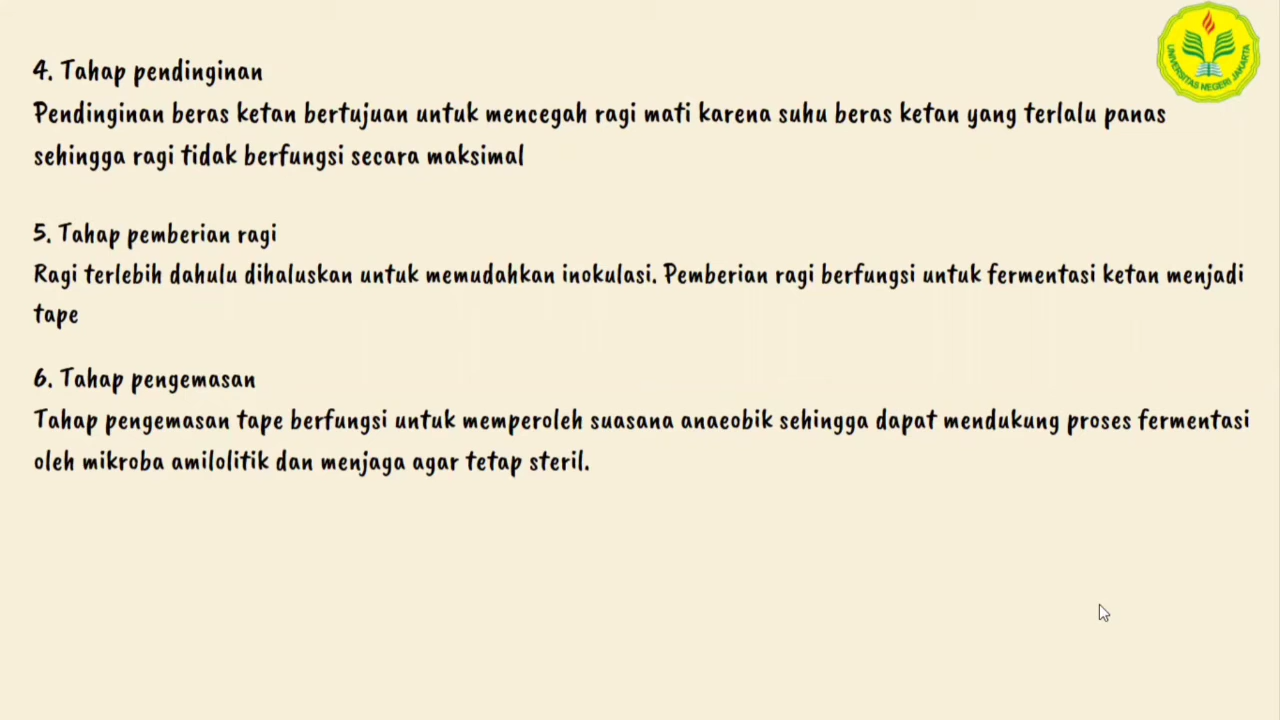 UNIVERSITAS NEGERI JAKARTA
4. Tahap pendinginan
Pendinginan beras ketan bertujuan untuk mencegah ragi mati karena suhu beras ketan yang terlalu panas
sehingga ragi tidak berfungsi secara maksimal
5. Tahap pemberian ragi
Ragi terlebih dahulu dihaluskan untuk memudahkan inokulasi. Pemberian ragi berfungsi untuk fermentasi ketan menjadi
tape
6. Tahap pengemasan
Tahap pengemasan tape berfungsi untuk memperoleh suasana anaeobik sehingga dapat mendukung proses fermentasi
oleh mikroba amilolitik dan menjaga agar tetap steril.